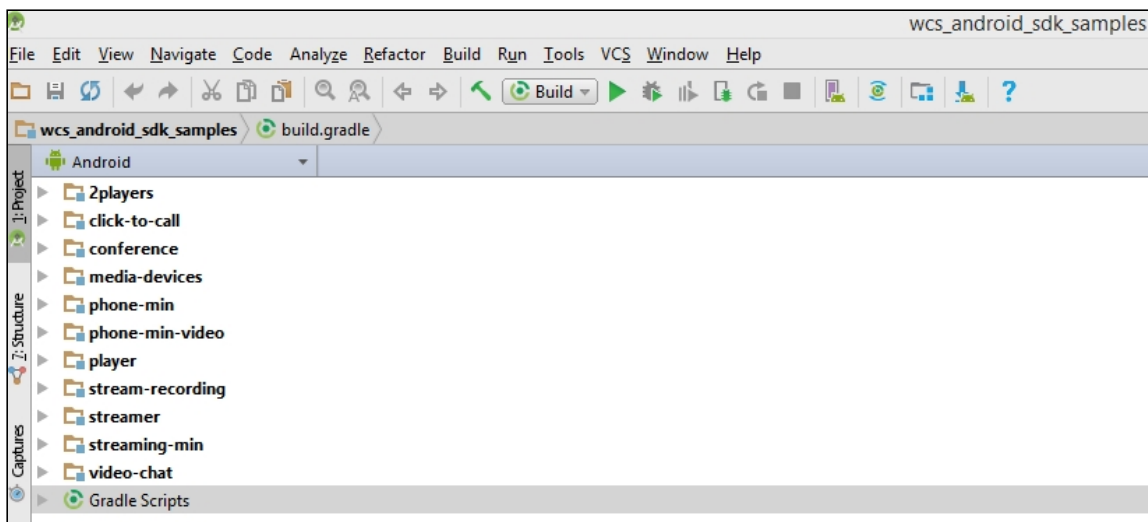 wcs_android_sdk_samples
File Edit View Navigate Code Analyze Refactor Build Run Tools VCS Window Help
Build
?
wcs_android_sdk_samples build.gradle
Android
1: Project
7: Structure
Captures
2players
click-to-call
conference
media-devices
phone-min
phone-min-video
player
stream-recording
streamer
streaming-min
video-chat
Gradle Scripts